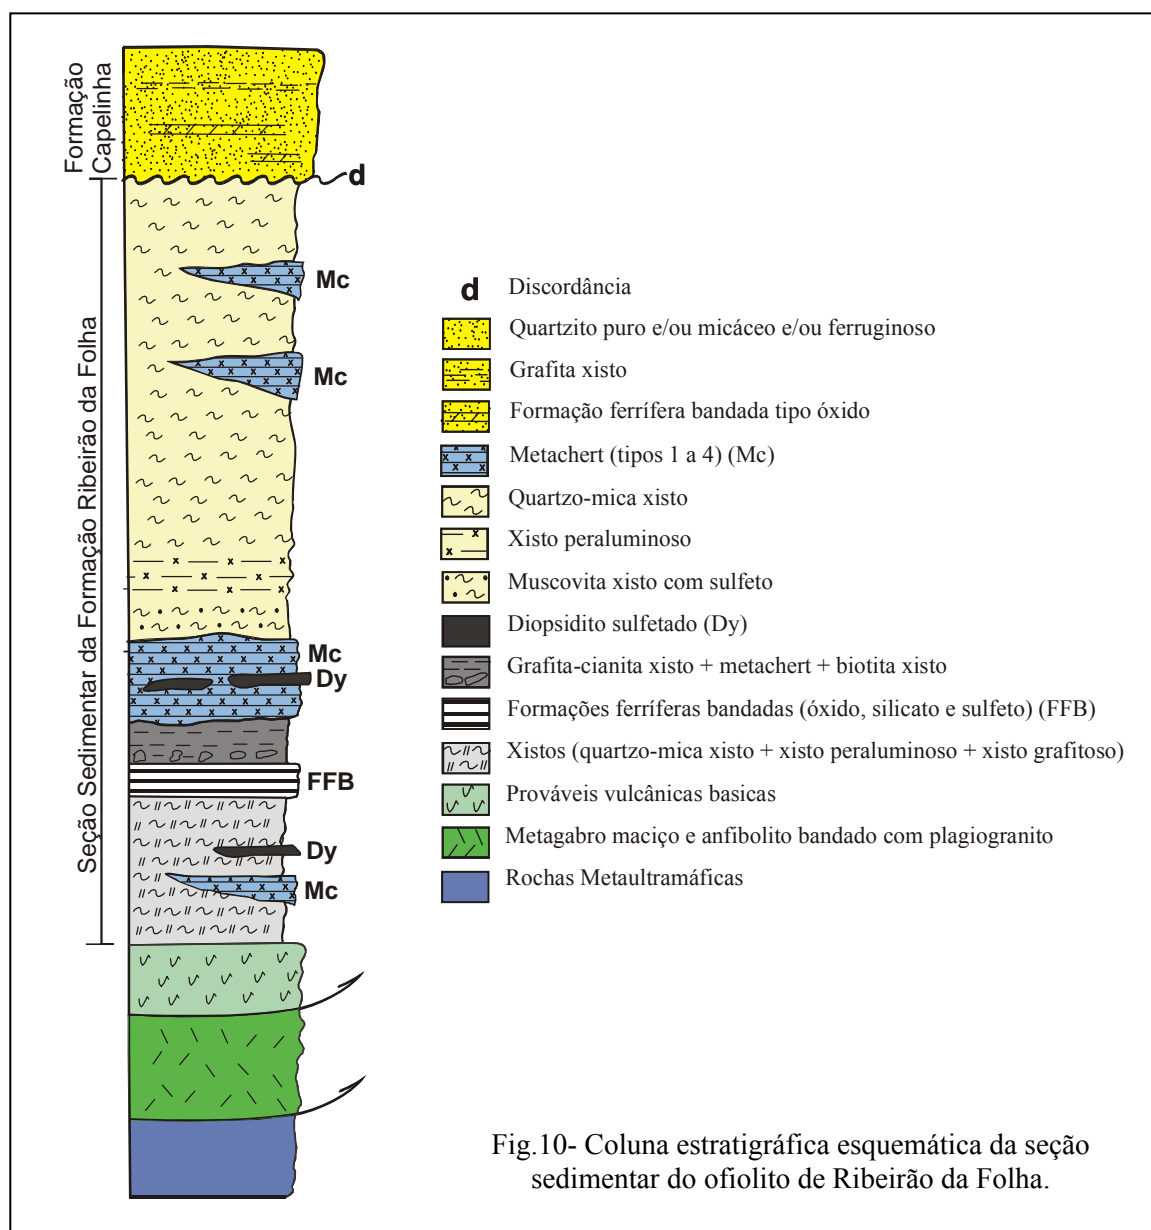 Formação
Capelinha
Seção Sedimentar da Formação Ribeirão da Folha
d
Mc
Mc
Mc
Dy
FFB
Dy
Mc
d Discordância
Quartzito puro e/ou micáceo e/ou ferruginoso
Grafita xisto
Formação ferrífera bandada tipo óxido
Metachert (tipos 1 a 4) (Mc)
Quartzo-mica xisto
Xisto peraluminoso
Muscovita xisto com sulfeto
Diopsidito sulfetado (Dy)
Grafita-cianita xisto + metachert + biotita xisto
Formações ferríferas bandadas (óxido, silicato e sulfeto) (FFB)
Xistos (quartzo-mica xisto + xisto peraluminoso + xisto grafitoso)
Prováveis vulcânicas basicas
Metagabro maciço e anfibolito bandado com plagiogranito
Rochas Metaultramáficas
Fig.10- Coluna estratigráfica esquemática da seção
sedimentar do ofiolito de Ribeirão da Folha.